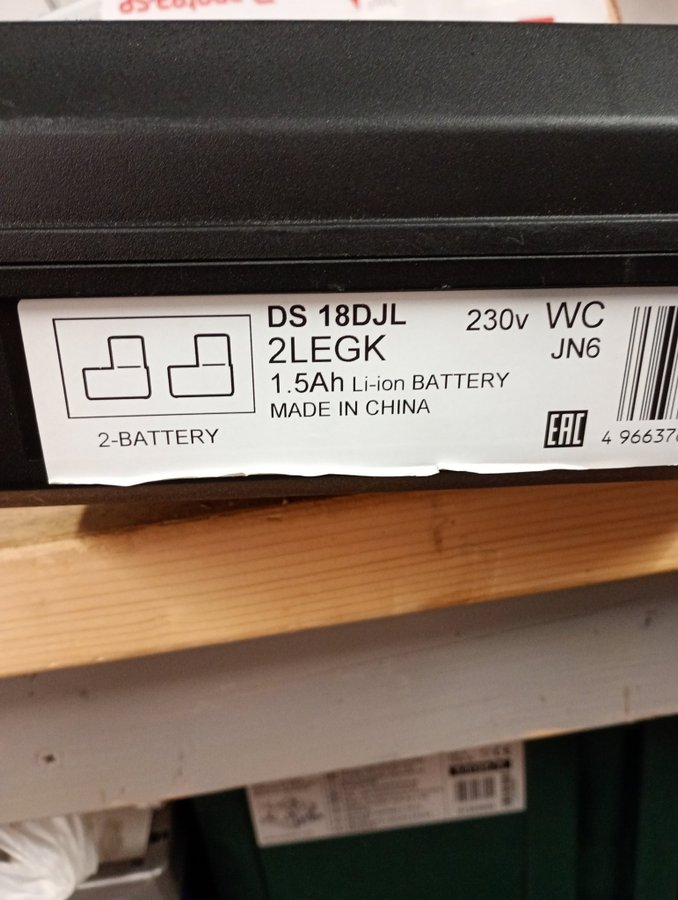 DS 18DJL 230v WC
2LEGK JN6
1.5Ah Li-ion BATTERY
MADE IN CHINA
2-BATTERY
EAC 4 96637